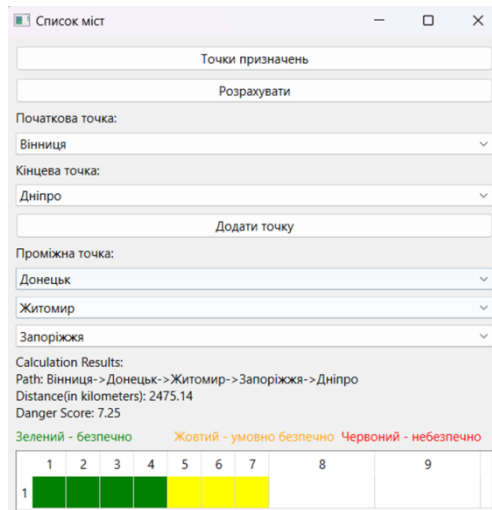 Список міст
Точки призначень
Розрахувати
Початкова точка:
Вінниця
Кінцева точка:
Дніпро
Додати точку
Проміжна точка:
Донецьк
Житомир
Запоріжжя
Calculation Results:
Path: Вінниця->Донецьк->Житомир->Запоріжжя->Дніпро
Distance(in kilometers): 2475.14
Danger Score: 7.25
Зелений - безпечно Жовтий - умовно безпечно Червоний - небезпечно
1 2 3 4 5 6 7 8 9
1